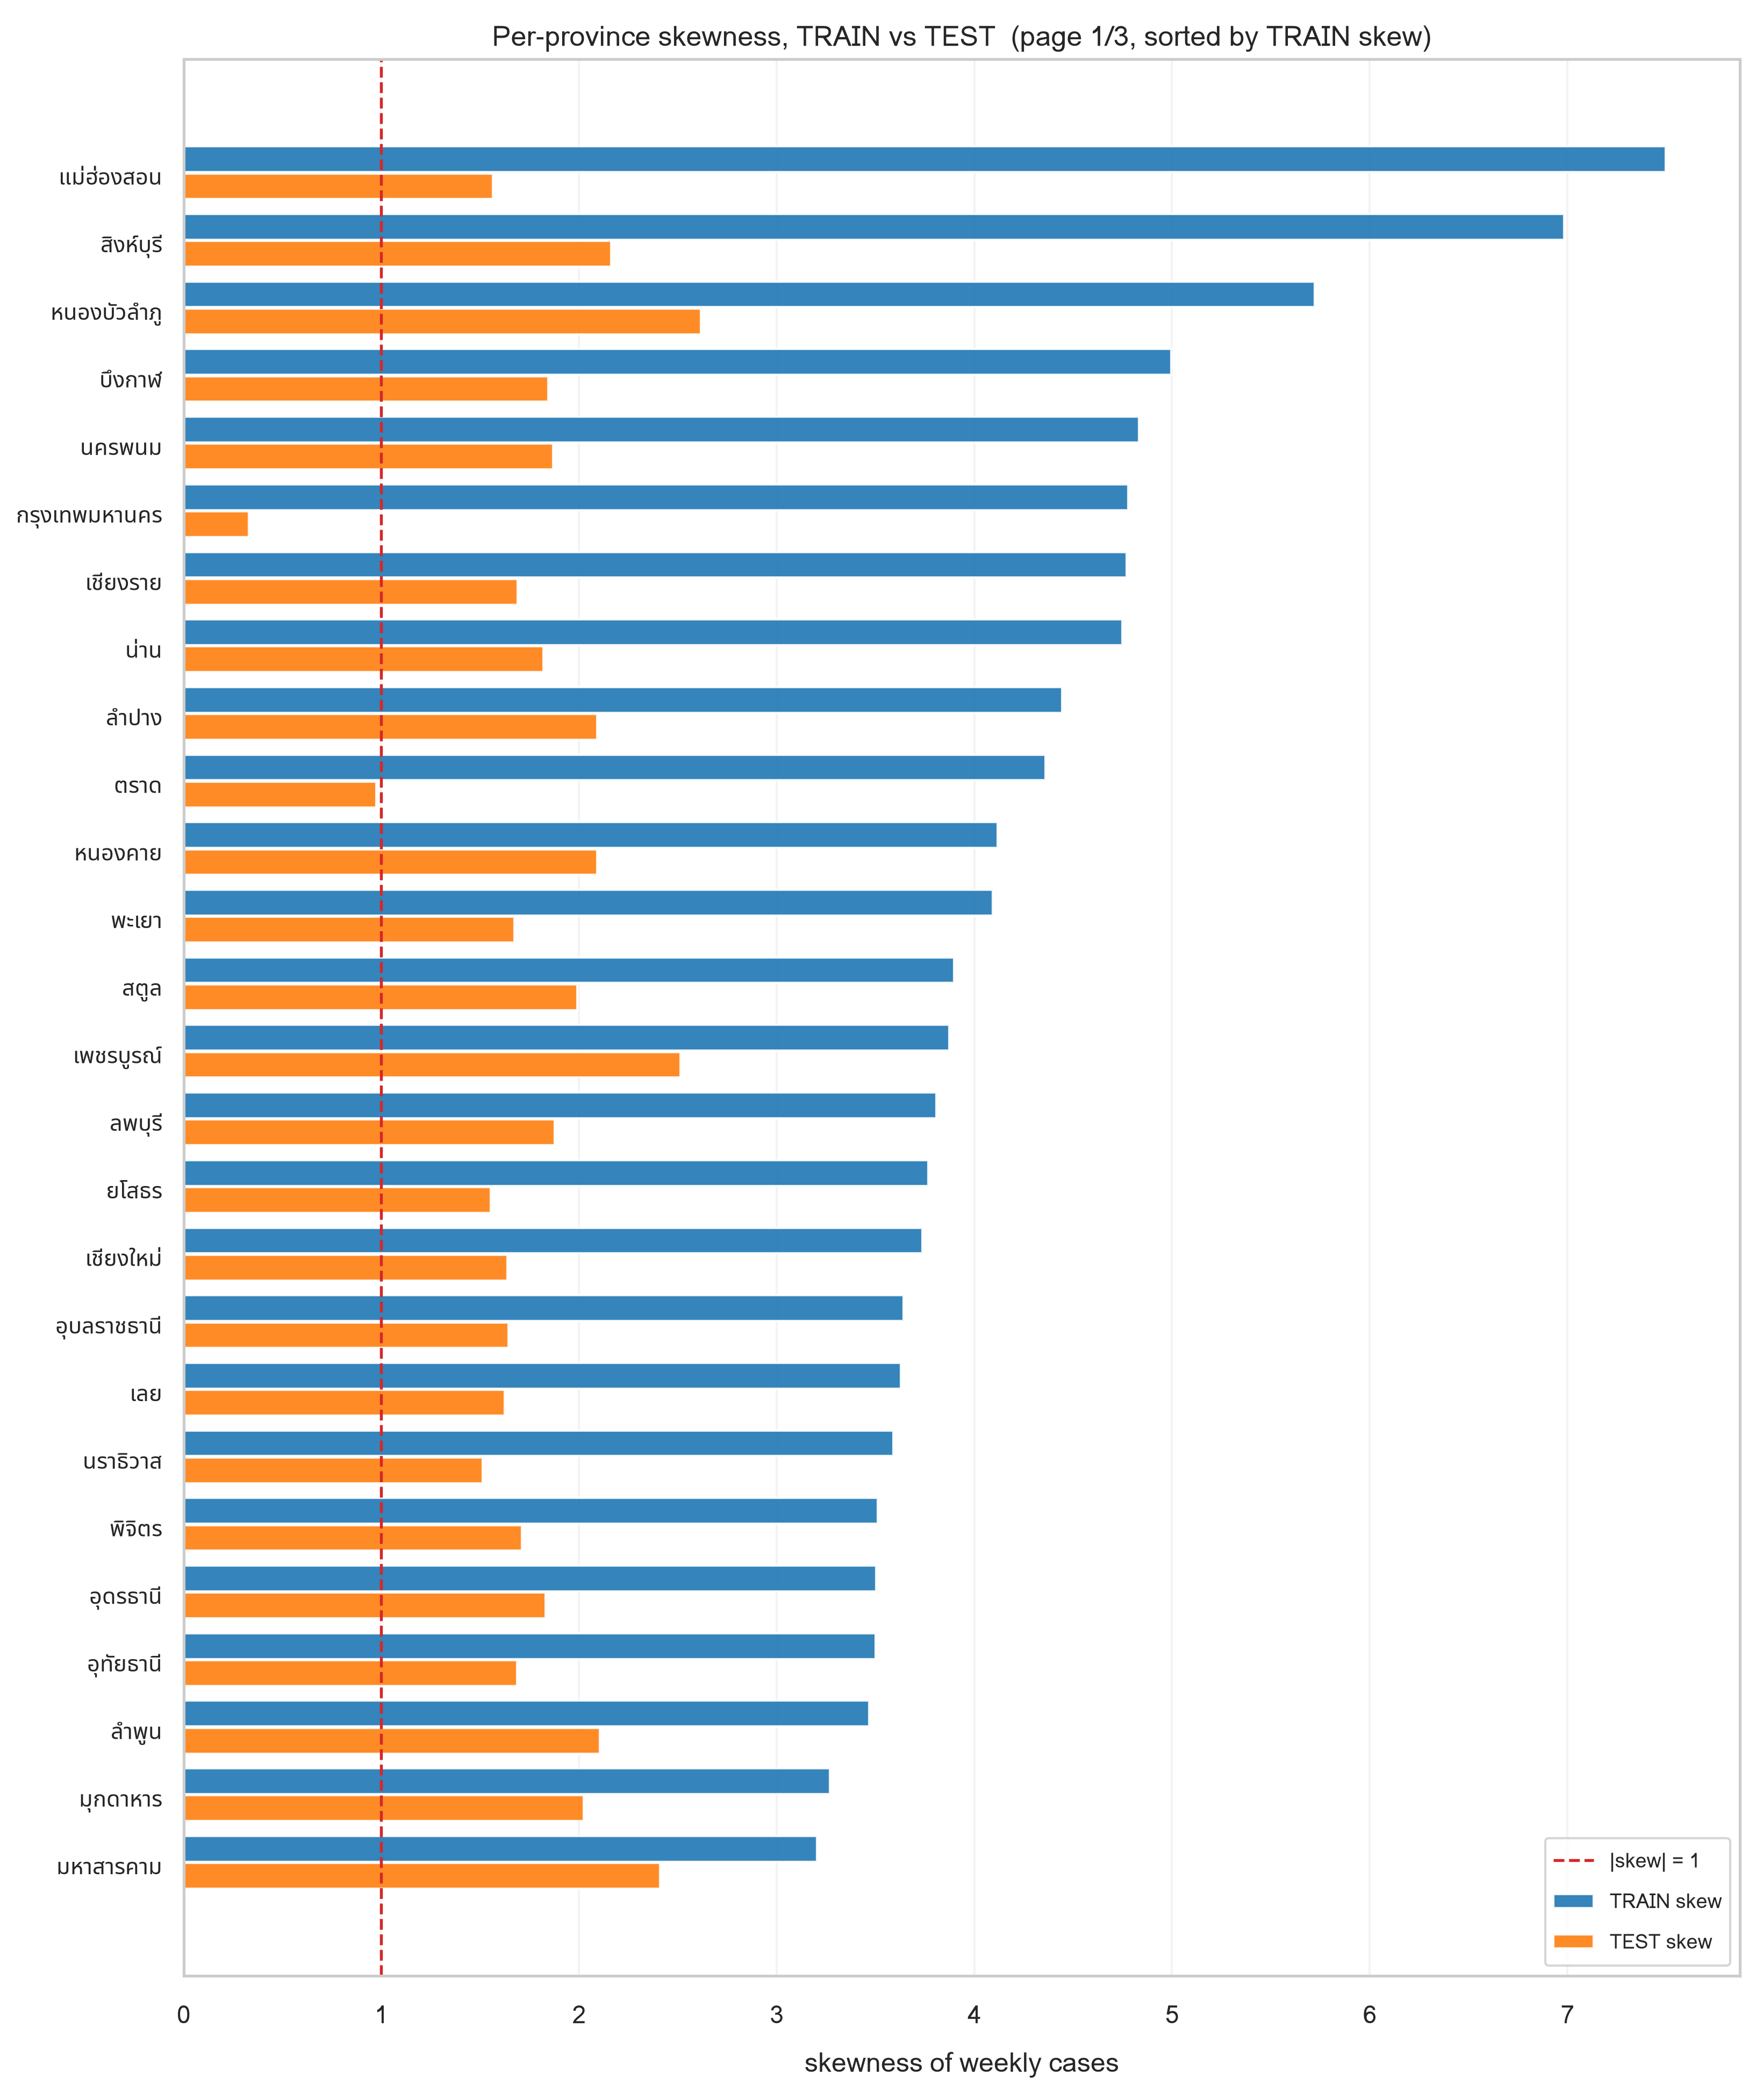 Per-province skewness, TRAIN vs TEST  (page 1/3, sorted by TRAIN skew)
แม่ฮ่องสอน
สิงห์บุรี
หนองบัวลำภู
บึงกาฬ
นครพนม
กรุงเทพมหานคร
เชียงราย
น่าน
ลำปาง
ตราด
หนองคาย
พะเยา
สตูล
เพชรบูรณ์
ลพบุรี
ยโสธร
เชียงใหม่
อุบลราชธานี
เลย
นราธิวาส
พิจิตร
อุดรธานี
อุทัยธานี
ลำพูน
มุกดาหาร
มหาสารคาม
|skew| = 1
TRAIN skew
TEST skew
0 1 2 3 4 5 6 7
skewness of weekly cases